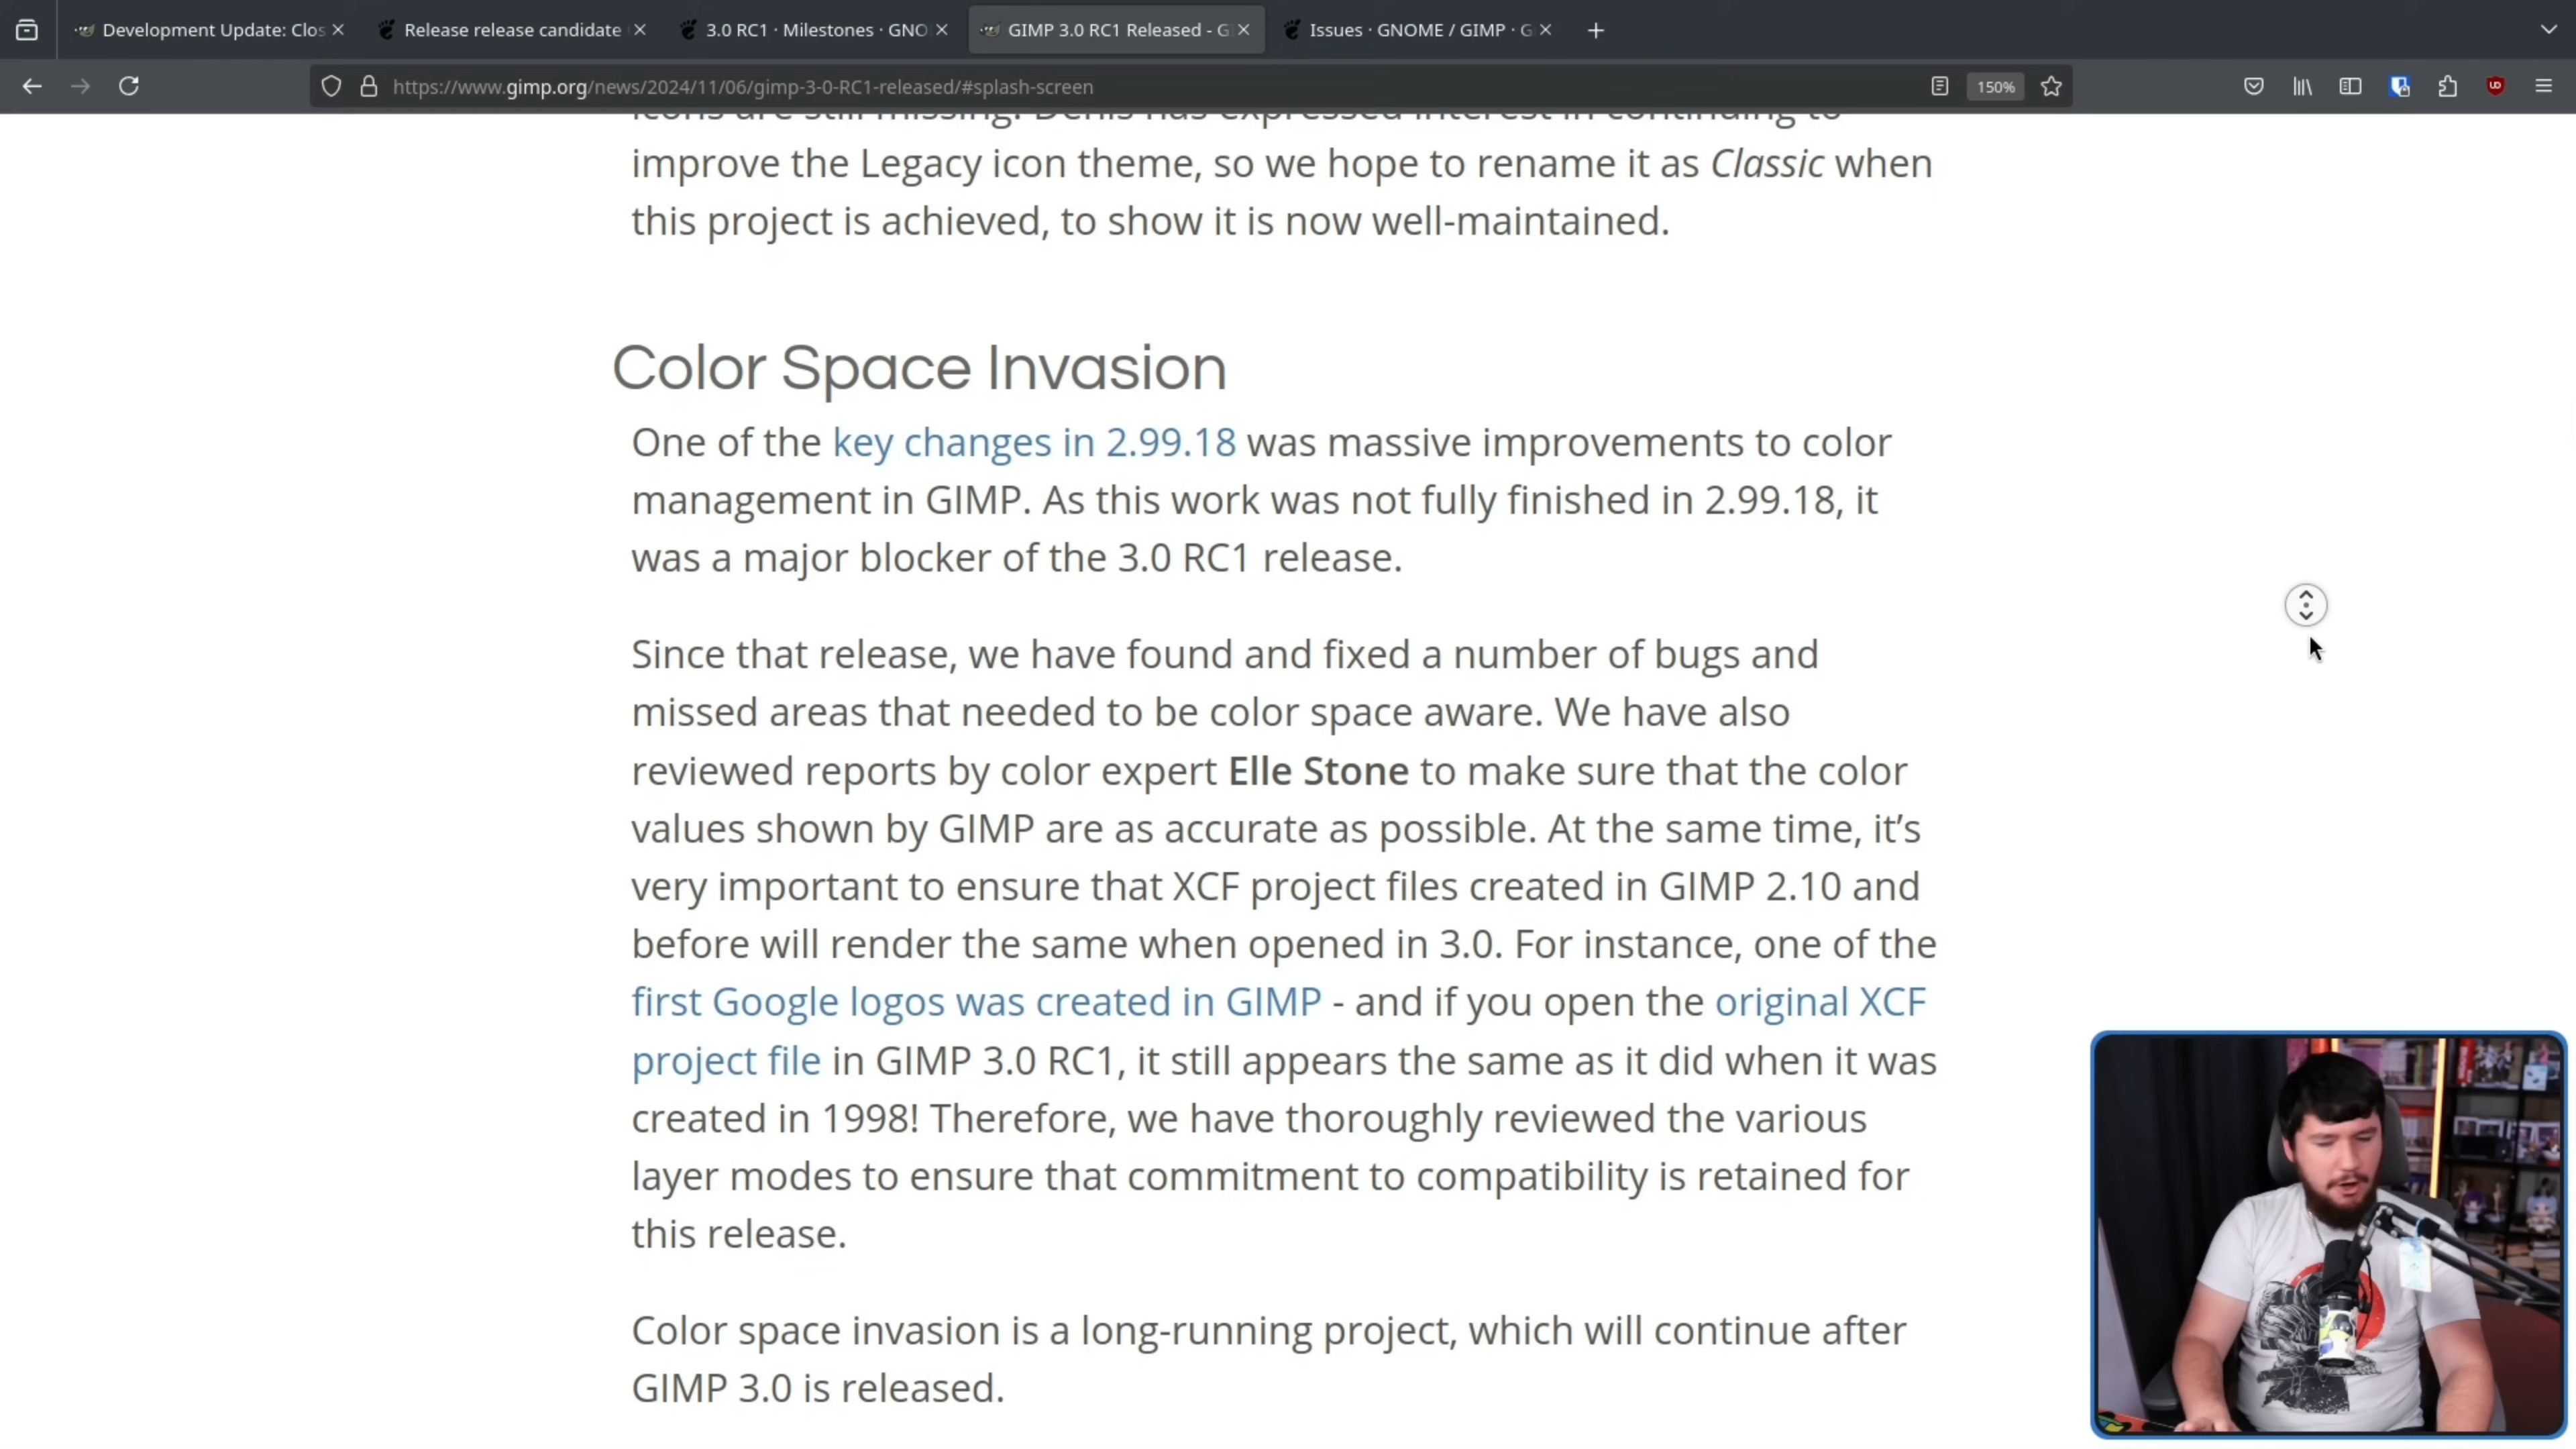 Development Update: Clos
Release release candidate
3.0 RC1 · Milestones · GNO
GIMP 3.0 RC1 Released - G
Issues · GNOME / GIMP · G
https://www.gimp.org/news/2024/11/06/gimp-3-0-RC1-released/#splash-screen
150%
icons are still missing. Denis has expressed interest in continuing to
improve the Legacy icon theme, so we hope to rename it as Classic when
this project is achieved, to show it is now well-maintained.
Color Space Invasion
One of the key changes in 2.99.18 was massive improvements to color
management in GIMP. As this work was not fully finished in 2.99.18, it
was a major blocker of the 3.0 RC1 release.
Since that release, we have found and fixed a number of bugs and
missed areas that needed to be color space aware. We have also
reviewed reports by color expert Elle Stone to make sure that the color
values shown by GIMP are as accurate as possible. At the same time, it's
very important to ensure that XCF project files created in GIMP 2.10 and
before will render the same when opened in 3.0. For instance, one of the
first Google logos was created in GIMP - and if you open the original XCF
project file in GIMP 3.0 RC1, it still appears the same as it did when it was
created in 1998! Therefore, we have thoroughly reviewed the various
layer modes to ensure that commitment to compatibility is retained for
this release.
Color space invasion is a long-running project, which will continue after
GIMP 3.0 is released.